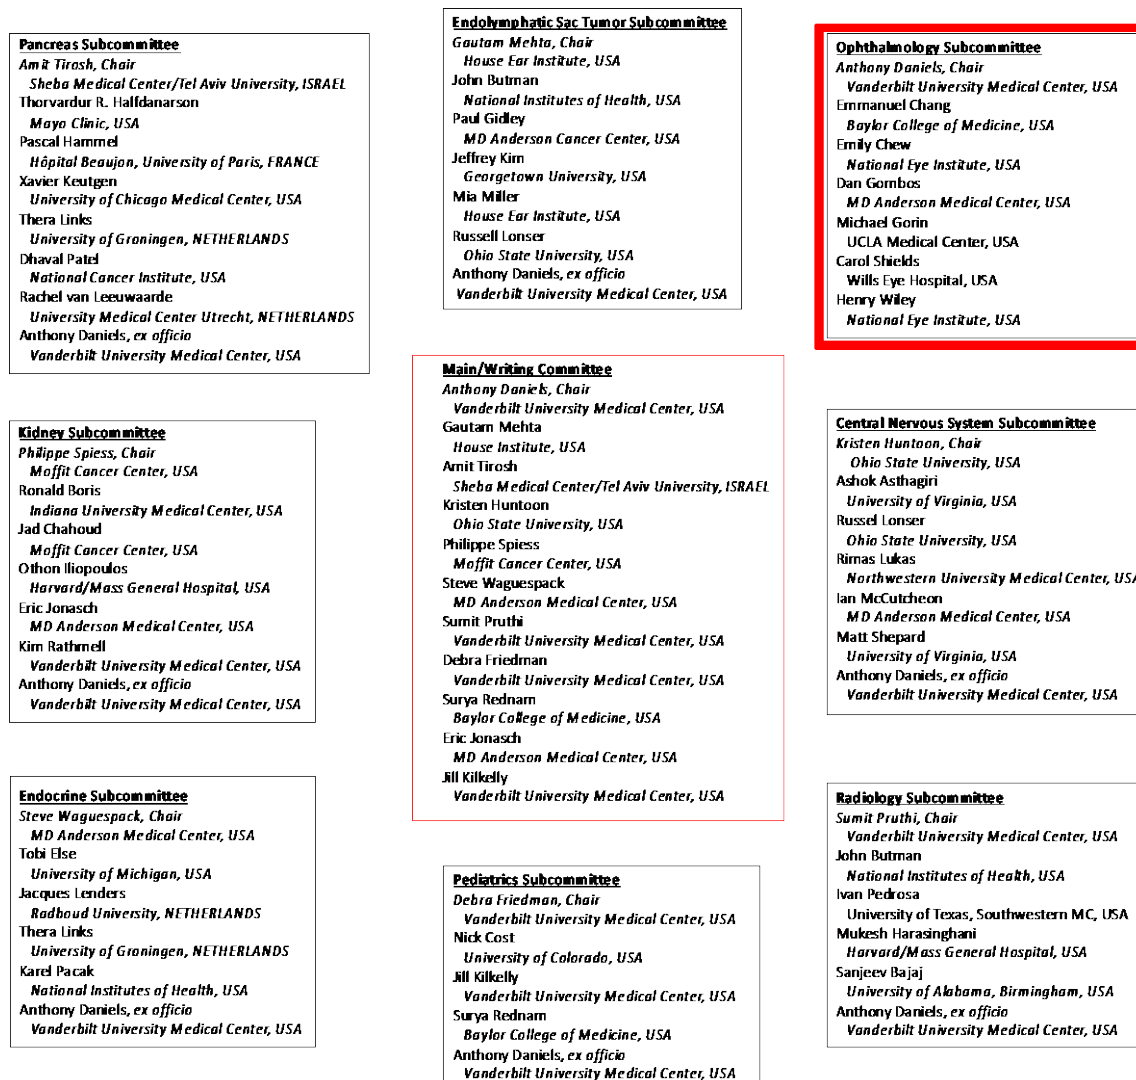 Pancreas Subcommittee
Amit Tirosh, Chair
Sheba Medical Center/Tel Aviv University, ISRAEL
Thorvardur R. Halfdanarson
Mayo Clinic, USA
Pascal Hammel
Hôpital Beaujon, University of Paris, FRANCE
Xavier Keutgen
University of Chicago Medical Center, USA
Thera Links
University of Groningen, NETHERLANDS
Dhaval Patel
National Cancer Institute, USA
Rachel van Leeuwaarde
University Medical Center Utrecht, NETHERLANDS
Anthony Daniels, ex officio
Vanderbilt University Medical Center, USA
Endolymphatic Sac Tumor Subcommittee
Gautam Mehta, Chair
House Ear Institute, USA
John Butman
National Institutes of Health, USA
Paul Gidley
MD Anderson Cancer Center, USA
Jeffrey Kim
Georgetown University, USA
Mia Miller
House Ear Institute, USA
Russell Lonser
Ohio State University, USA
Anthony Daniels, ex officio
Vanderbilt University Medical Center, USA
Ophthalmology Subcommittee
Anthony Daniels, Chair
Vanderbilt University Medical Center, USA
Emmanuel Chang
Baylor College of Medicine, USA
Emily Chew
National Eye Institute, USA
Dan Gombos
MD Anderson Medical Center, USA
Michael Gorin
UCLA Medical Center, USA
Carol Shields
Wills Eye Hospital, USA
Henry Wiley
National Eye Institute, USA
Kidney Subcommittee
Philippe Spiess, Chair
Moffit Cancer Center, USA
Ronald Boris
Indiana University Medical Center, USA
Jad Chahoud
Moffit Cancer Center, USA
Othon Iliopoulos
Harvard/Mass General Hospital, USA
Eric Jonasch
MD Anderson Medical Center, USA
Kim Rathmell
Vanderbilt University Medical Center, USA
Anthony Daniels, ex officio
Vanderbilt University Medical Center, USA
Main/Writing Committee
Anthony Daniels, Chair
Vanderbilt University Medical Center, USA
Gautam Mehta
House Institute, USA
Amit Tirosh
Sheba Medical Center/Tel Aviv University, ISRAEL
Kristen Huntoon
Ohio State University, USA
Philippe Spiess
Moffit Cancer Center, USA
Steve Waguespack
MD Anderson Medical Center, USA
Sumit Pruthi
Vanderbilt University Medical Center, USA
Debra Friedman
Vanderbilt University Medical Center, USA
Surya Rednam
Baylor College of Medicine, USA
Eric Jonasch
MD Anderson Medical Center, USA
Jill Kilkelly
Vanderbilt University Medical Center, USA
Central Nervous System Subcommittee
Kristen Huntoon, Chair
Ohio State University, USA
Ashok Asthagiri
University of Virginia, USA
Russel Lonser
Ohio State University, USA
Rimas Lukas
Northwestern University Medical Center, USA
Ian McCutcheon
MD Anderson Medical Center, USA
Matt Shepard
University of Virginia, USA
Anthony Daniels, ex officio
Vanderbilt University Medical Center, USA
Endocrine Subcommittee
Steve Waguespack, Chair
MD Anderson Medical Center, USA
Tobi Else
University of Michigan, USA
Jacques Lenders
Radboud University, NETHERLANDS
Thera Links
University of Groningen, NETHERLANDS
Karel Pacak
National Institutes of Health, USA
Anthony Daniels, ex officio
Vanderbilt University Medical Center, USA
Pediatrics Subcommittee
Debra Friedman, Chair
Vanderbilt University Medical Center, USA
Nick Cost
University of Colorado, USA
Jill Kilkelly
Vanderbilt University Medical Center, USA
Surya Rednam
Baylor College of Medicine, USA
Anthony Daniels, ex officio
Vanderbilt University Medical Center, USA
Radiology Subcommittee
Sumit Pruthi, Chair
Vanderbilt University Medical Center, USA
John Butman
National Institutes of Health, USA
Ivan Pedrosa
University of Texas, Southwestern MC, USA
Mukesh Harasinghani
Harvard/Mass General Hospital, USA
Sanjeev Bajaj
University of Alabama, Birmingham, USA
Anthony Daniels, ex officio
Vanderbilt University Medical Center, USA